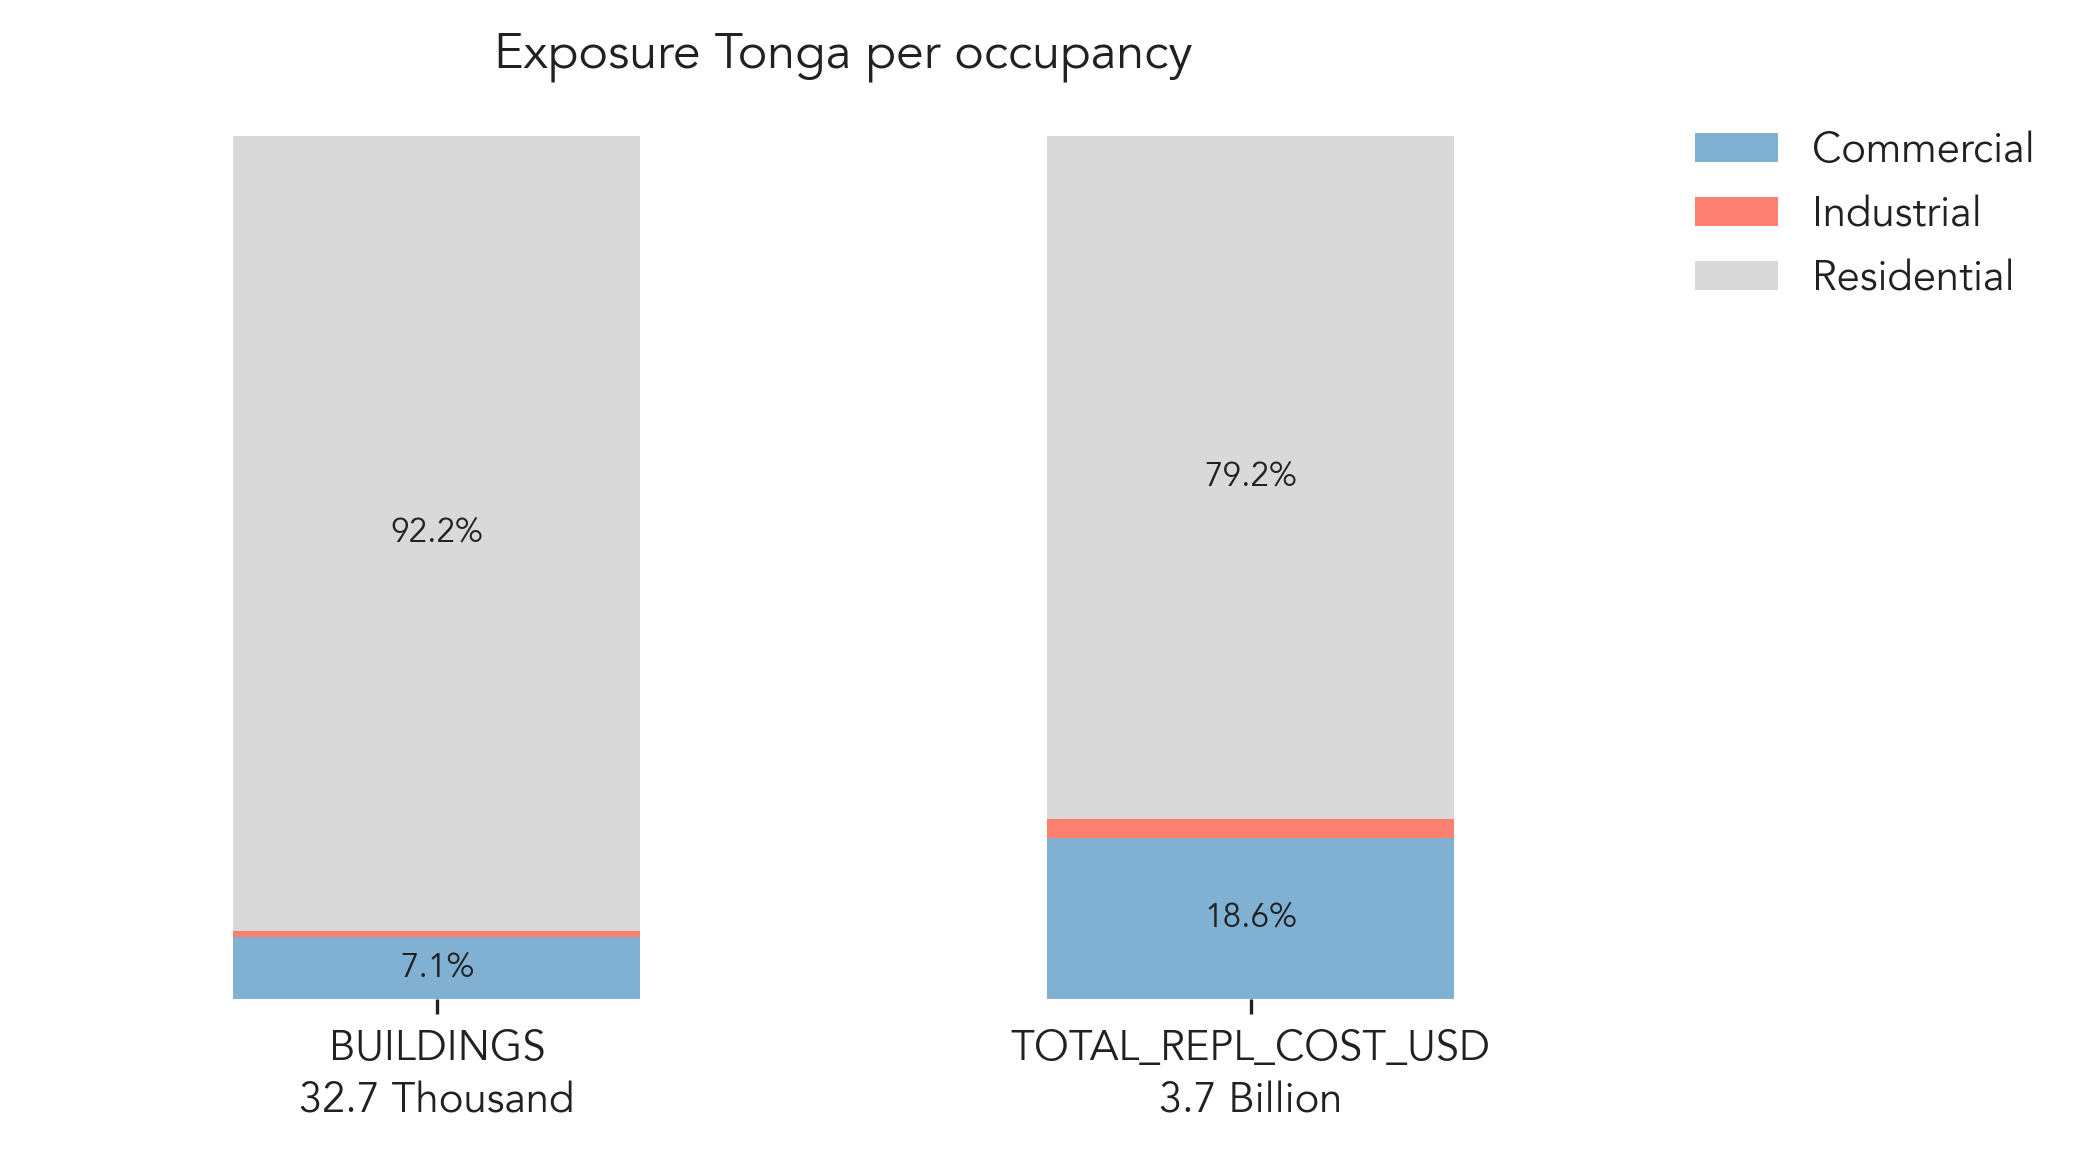 Exposure Tonga per occupancy
Commercial
Industrial
Residential
92.2%
7.1%
79.2%
18.6%
BUILDINGS
32.7 Thousand
TOTAL_REPL_COST_USD
3.7 Billion